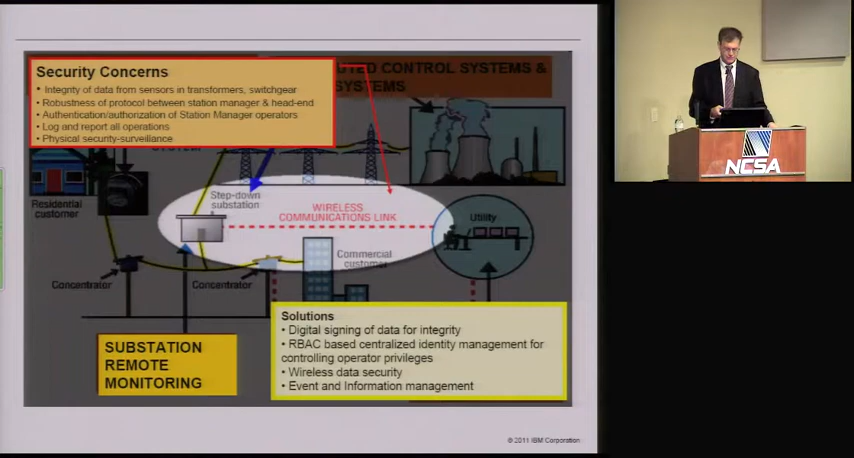 Security Concerns
• Integrity of data from sensors in transformers, switchgear
• Robustness of protocol between station manager & head-end
• Authentication/authorization of Station Manager operators
• Log and report all operations
• Physical security-surveillance
CONTROL SYSTEMS &
Residential
customer
Step-down
substation
WIRELESS
COMMUNICATIONS LINK
Utility
Commercial
customer
Concentrator
Concentrator
SUBSTATION
REMOTE
MONITORING
Solutions
• Digital signing of data for integrity
• RBAC based centralized identity management for
controlling operator privileges
• Wireless data security
• Event and Information management
© 2011 IBM Corporation
NCSA